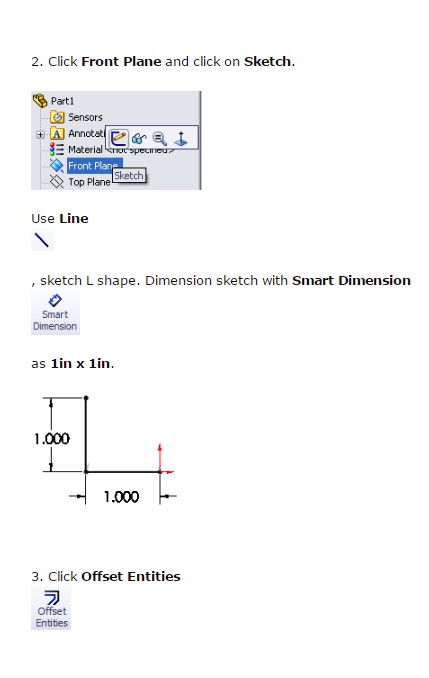 2. Click Front Plane and click on Sketch.
Part1
Sensors
Annotati
Material <not specified>
Front Plane
Sketch
Top Plane
Use Line
, sketch L shape. Dimension sketch with Smart Dimension
Smart
Dimension
as 1in x 1in.
1.000
1.000
3. Click Offset Entities
Offset
Entities